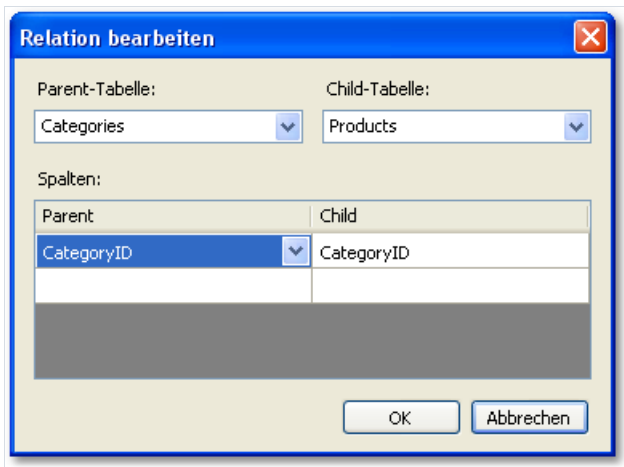 Relation bearbeiten
Parent-Tabelle: Child-Tabelle:
Categories Products
Spalten:
Parent Child
CategoryID CategoryID
OK Abbrechen